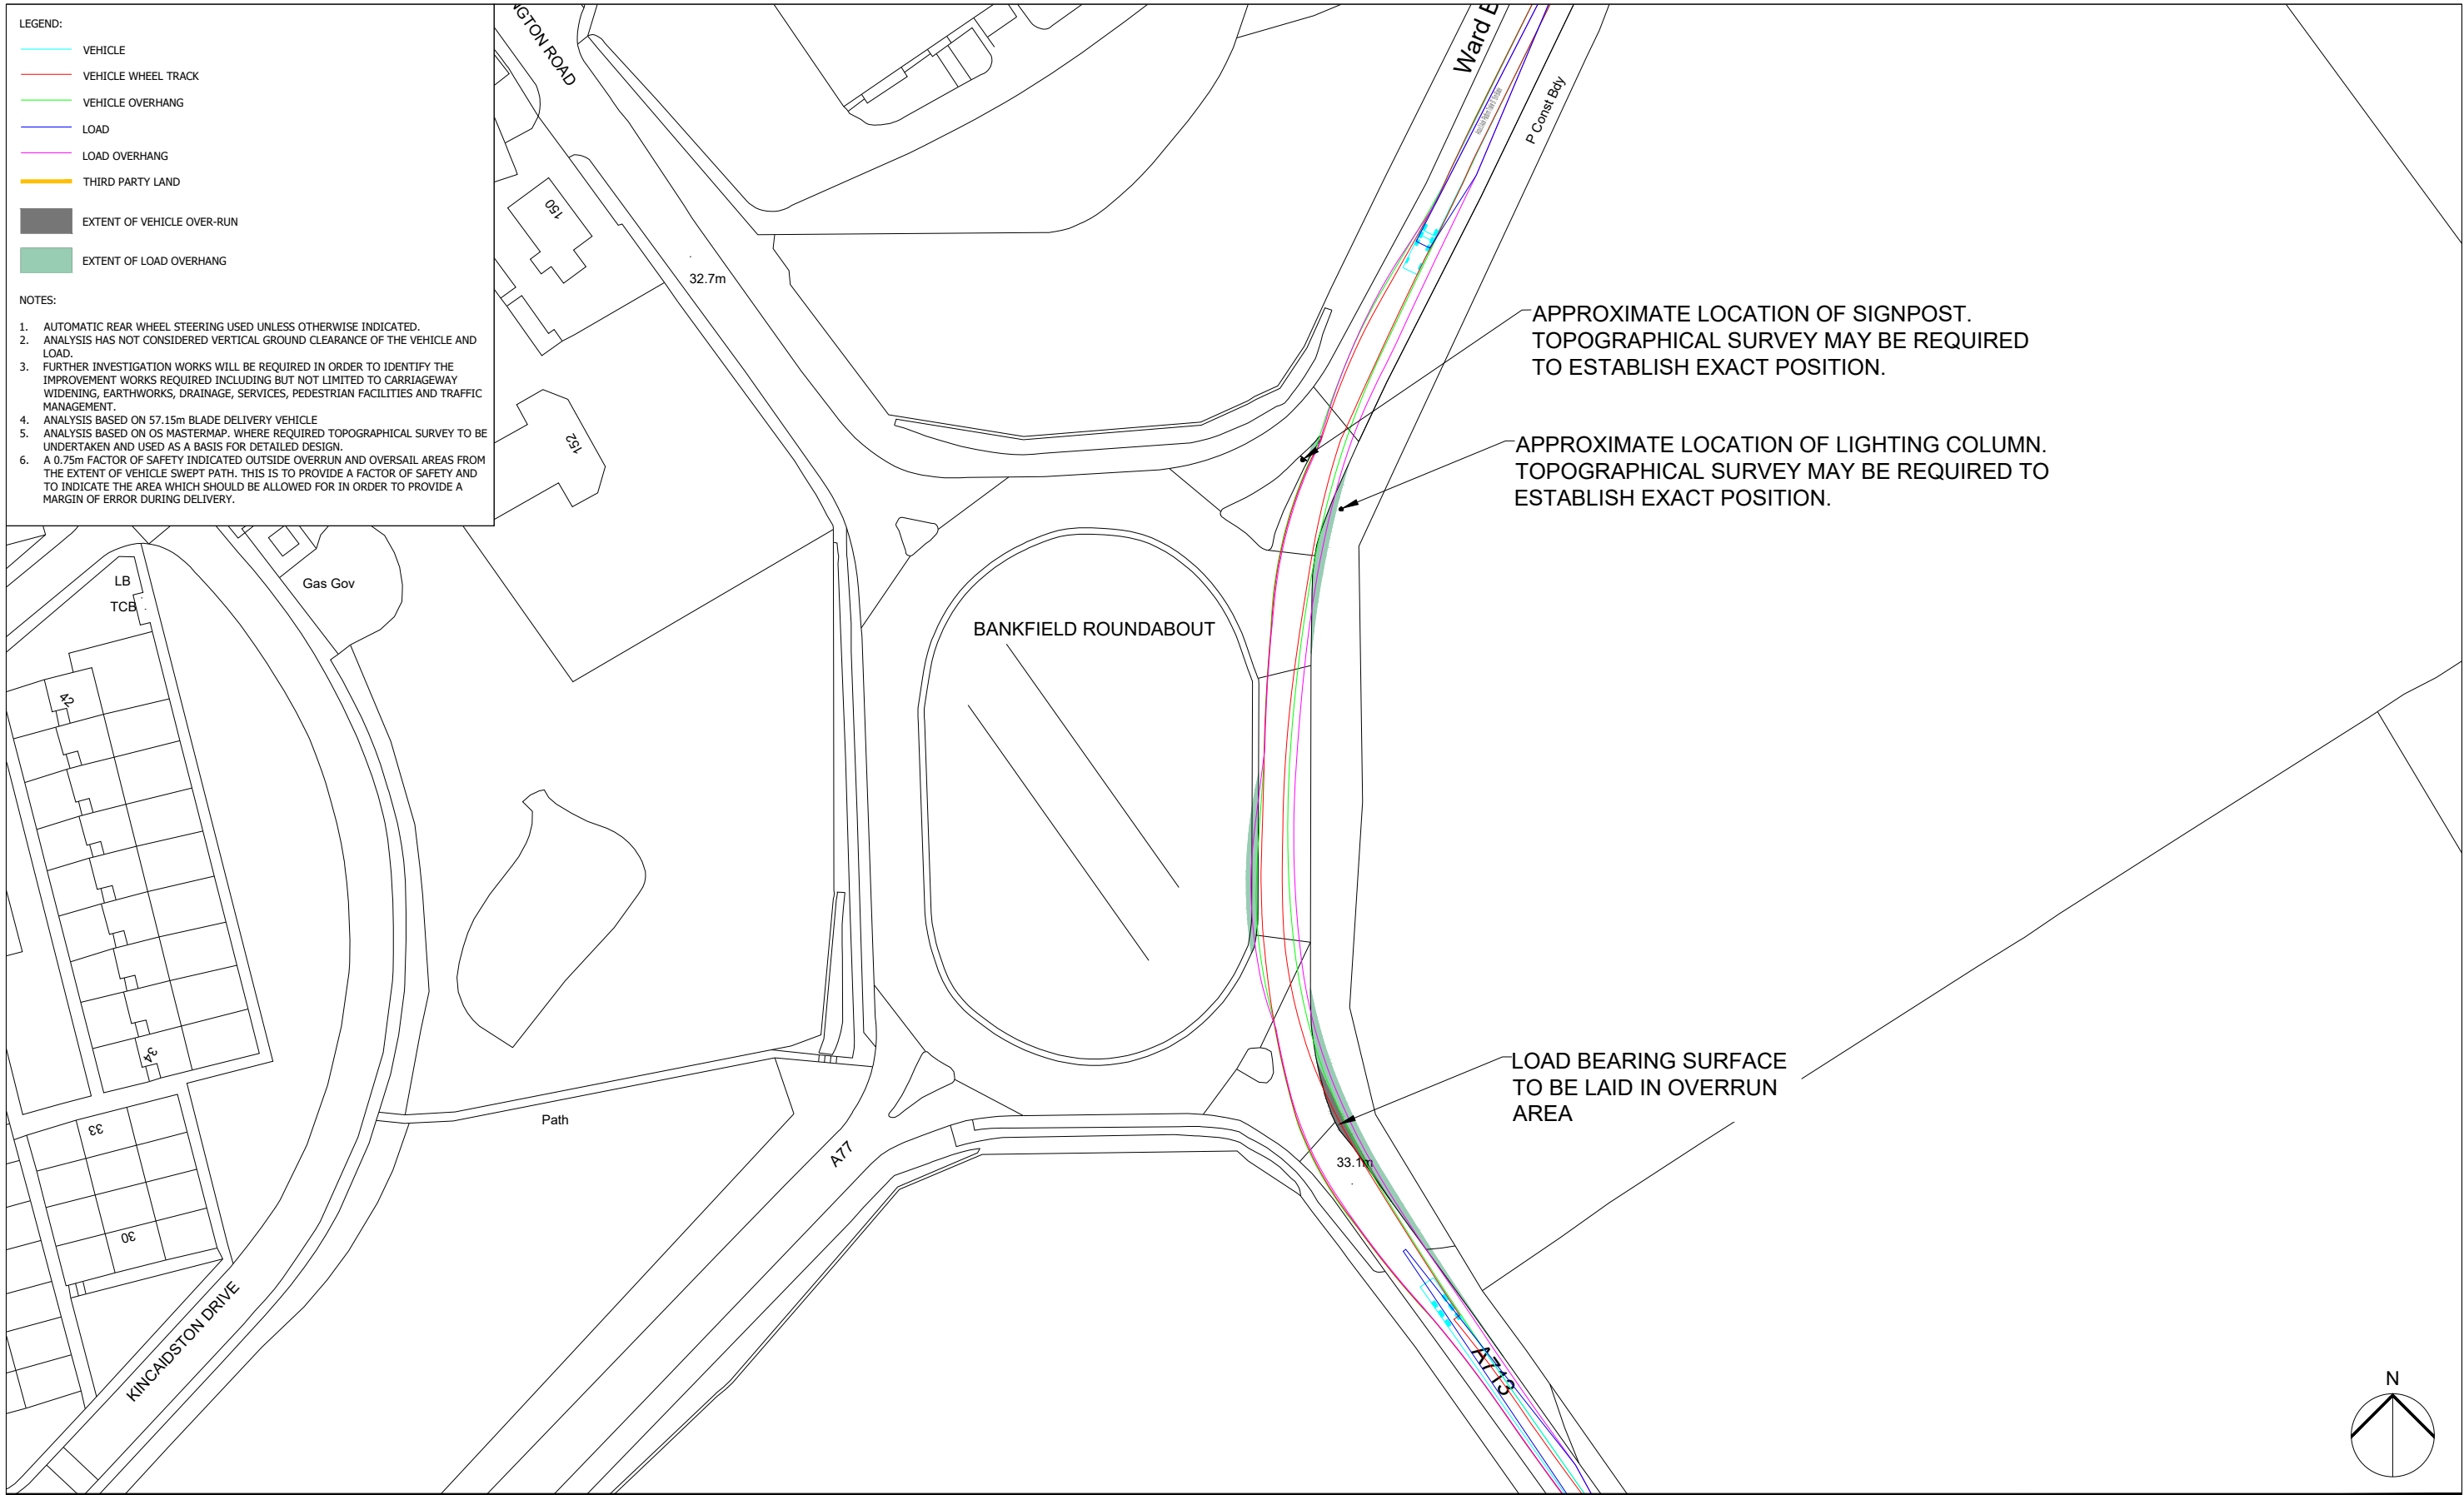 LEGEND:
VEHICLE
VEHICLE WHEEL TRACK
VEHICLE OVERHANG
LOAD
LOAD OVERHANG
THIRD PARTY LAND
EXTENT OF VEHICLE OVER-RUN
EXTENT OF LOAD OVERHANG
NOTES:
1. AUTOMATIC REAR WHEEL STEERING USED UNLESS OTHERWISE INDICATED.
2. ANALYSIS HAS NOT CONSIDERED VERTICAL GROUND CLEARANCE OF THE VEHICLE AND
LOAD.
3. FURTHER INVESTIGATION WORKS WILL BE REQUIRED IN ORDER TO IDENTIFY THE
IMPROVEMENT WORKS REQUIRED INCLUDING BUT NOT LIMITED TO CARRIAGEWAY
WIDENING, EARTHWORKS, DRAINAGE, SERVICES, PEDESTRIAN FACILITIES AND TRAFFIC
MANAGEMENT.
4. ANALYSIS BASED ON 57.15m BLADE DELIVERY VEHICLE
5. ANALYSIS BASED ON OS MASTERMAP. WHERE REQUIRED TOPOGRAPHICAL SURVEY TO BE
UNDERTAKEN AND USED AS A BASIS FOR DETAILED DESIGN.
6. A 0.75m FACTOR OF SAFETY INDICATED OUTSIDE OVERRUN AND OVERSAIL AREAS FROM
THE EXTENT OF VEHICLE SWEPT PATH. THIS IS TO PROVIDE A FACTOR OF SAFETY AND
TO INDICATE THE AREA WHICH SHOULD BE ALLOWED FOR IN ORDER TO PROVIDE A
MARGIN OF ERROR DURING DELIVERY.
NGTON ROAD
Ward B
P Const Bdy
150
32.7m
152
APPROXIMATE LOCATION OF SIGNPOST.
TOPOGRAPHICAL SURVEY MAY BE REQUIRED
TO ESTABLISH EXACT POSITION.
APPROXIMATE LOCATION OF LIGHTING COLUMN.
TOPOGRAPHICAL SURVEY MAY BE REQUIRED TO
ESTABLISH EXACT POSITION.
LB
TCB
Gas Gov
BANKFIELD ROUNDABOUT
42
34
33
30
Path
A77
LOAD BEARING SURFACE
TO BE LAID IN OVERRUN
AREA
33.1m
KINCAIDSTON DRIVE
A713
N